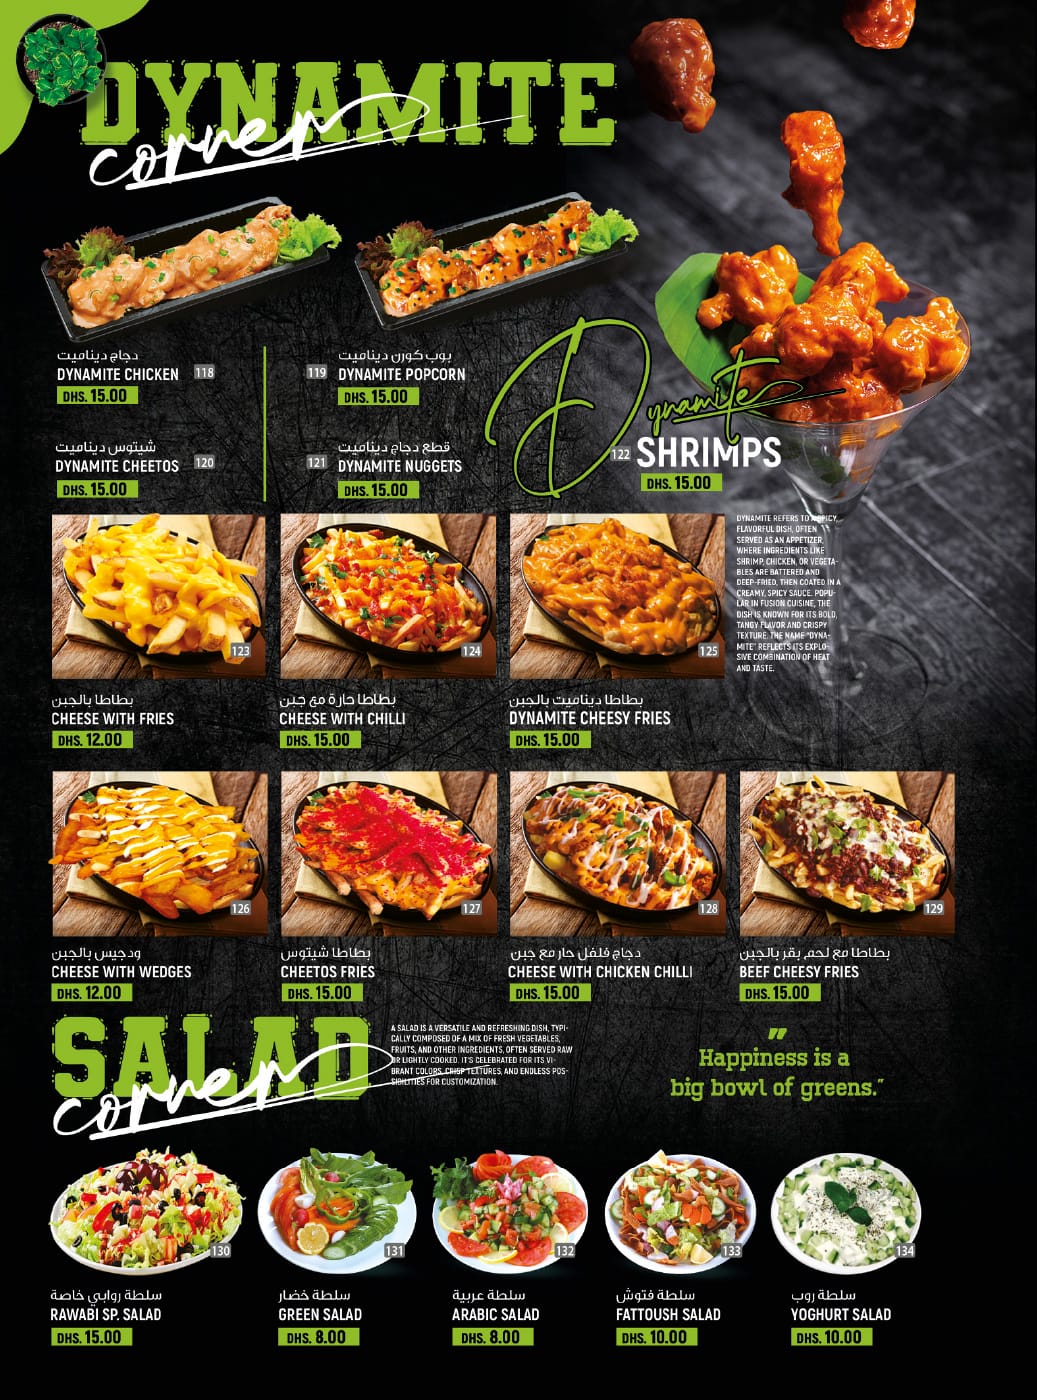 DYNAMITE
corner
دجاج ديناميت
DYNAMITE CHICKEN 118
DHS. 15.00
بوب كورن ديناميت
119 DYNAMITE POPCORN
DHS. 15.00
شيتوس ديناميت
DYNAMITE CHEETOS 120
DHS. 15.00
قطع دجاج ديناميت
121 DYNAMITE NUGGETS
DHS. 15.00
Dynamite
122 SHRIMPS
DHS. 15.00
DYNAMITE REFERS TO A SPICY,
FLAVORFUL DISH, OFTEN
SERVED AS AN APPETIZER,
WHERE INGREDIENTS LIKE
SHRIMP, CHICKEN, OR VEGETA-
BLES ARE BATTERED AND
DEEP-FRIED, THEN COATED IN A
CREAMY, SPICY SAUCE. POPU-
LAR IN FUSION CUISINE, THE
DISH IS KNOWN FOR ITS BOLD,
TANGY FLAVOR AND CRISPY
TEXTURE. THE NAME "DYNA-
MITE" REFLECTS ITS EXPLO-
SIVE COMBINATION OF HEAT
AND TASTE.
123
بطاطا بالجبن
CHEESE WITH FRIES
DHS. 12.00
124
بطاطا حارة مع جبن
CHEESE WITH CHILLI
DHS. 15.00
125
بطاطا ديناميت بالجبن
DYNAMITE CHEESY FRIES
DHS. 15.00
126
ودجيس بالجبن
CHEESE WITH WEDGES
DHS. 12.00
127
بطاطا شيتوس
CHEETOS FRIES
DHS. 15.00
128
دجاج فلفل حار مع جبن
CHEESE WITH CHICKEN CHILLI
DHS. 15.00
129
بطاطا مع لحم بقر بالجبن
BEEF CHEESY FRIES
DHS. 15.00
SALAD
corner
A SALAD IS A VERSATILE AND REFRESHING DISH, TYPI-
CALLY COMPOSED OF A MIX OF FRESH VEGETABLES,
FRUITS, AND OTHER INGREDIENTS, OFTEN SERVED RAW
OR LIGHTLY COOKED. IT'S CELEBRATED FOR ITS VI-
BRANT COLORS, CRISP TEXTURES, AND ENDLESS POS-
SIBILITIES FOR CUSTOMIZATION.
"
Happiness is a
big bowl of greens."
130
سلطة روابي خاصة
RAWABI SP. SALAD
DHS. 15.00
131
سلطة خضار
GREEN SALAD
DHS. 8.00
132
سلطة عربية
ARABIC SALAD
DHS. 8.00
133
سلطة فتوش
FATTOUSH SALAD
DHS. 10.00
134
سلطة روب
YOGHURT SALAD
DHS. 10.00